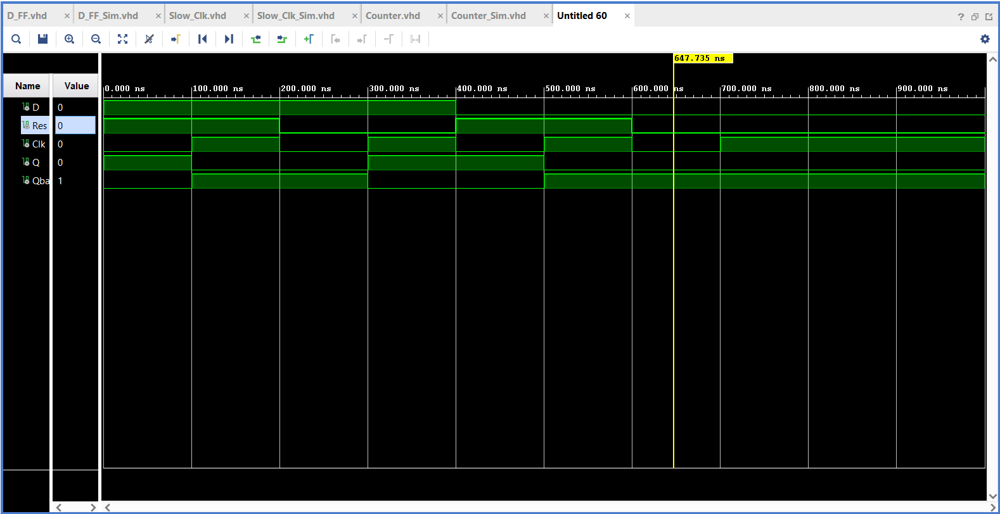 D_FF.vhd × D_FF_Sim.vhd × Slow_Clk.vhd × Slow_Clk_Sim.vhd × Counter.vhd × Counter_Sim.vhd × Untitled 60 × ?
647.735 ns
Name Value
0.000 ns 100.000 ns 200.000 ns 300.000 ns 400.000 ns 500.000 ns 600.000 ns 700.000 ns 800.000 ns 900.000 ns
D 0
Res 0
Clk 0
Q 0
Qba 1